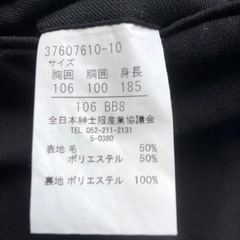 37607610-10
サイズ
胸囲 胴囲 身長
106 100 185
106 BB8
全日本紳士服産業協議会
TEL 052-211-2131
5-0380
表地 毛 50%
ポリエステル 50%
裏地 ポリエステル 100%